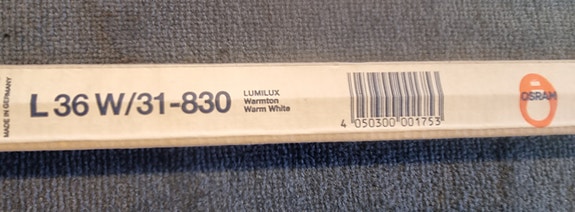 MADE IN GERMANY
L 36 W/31-830
LUMILUX
Warmton
Warm White
4 050300 001753
OSRAM